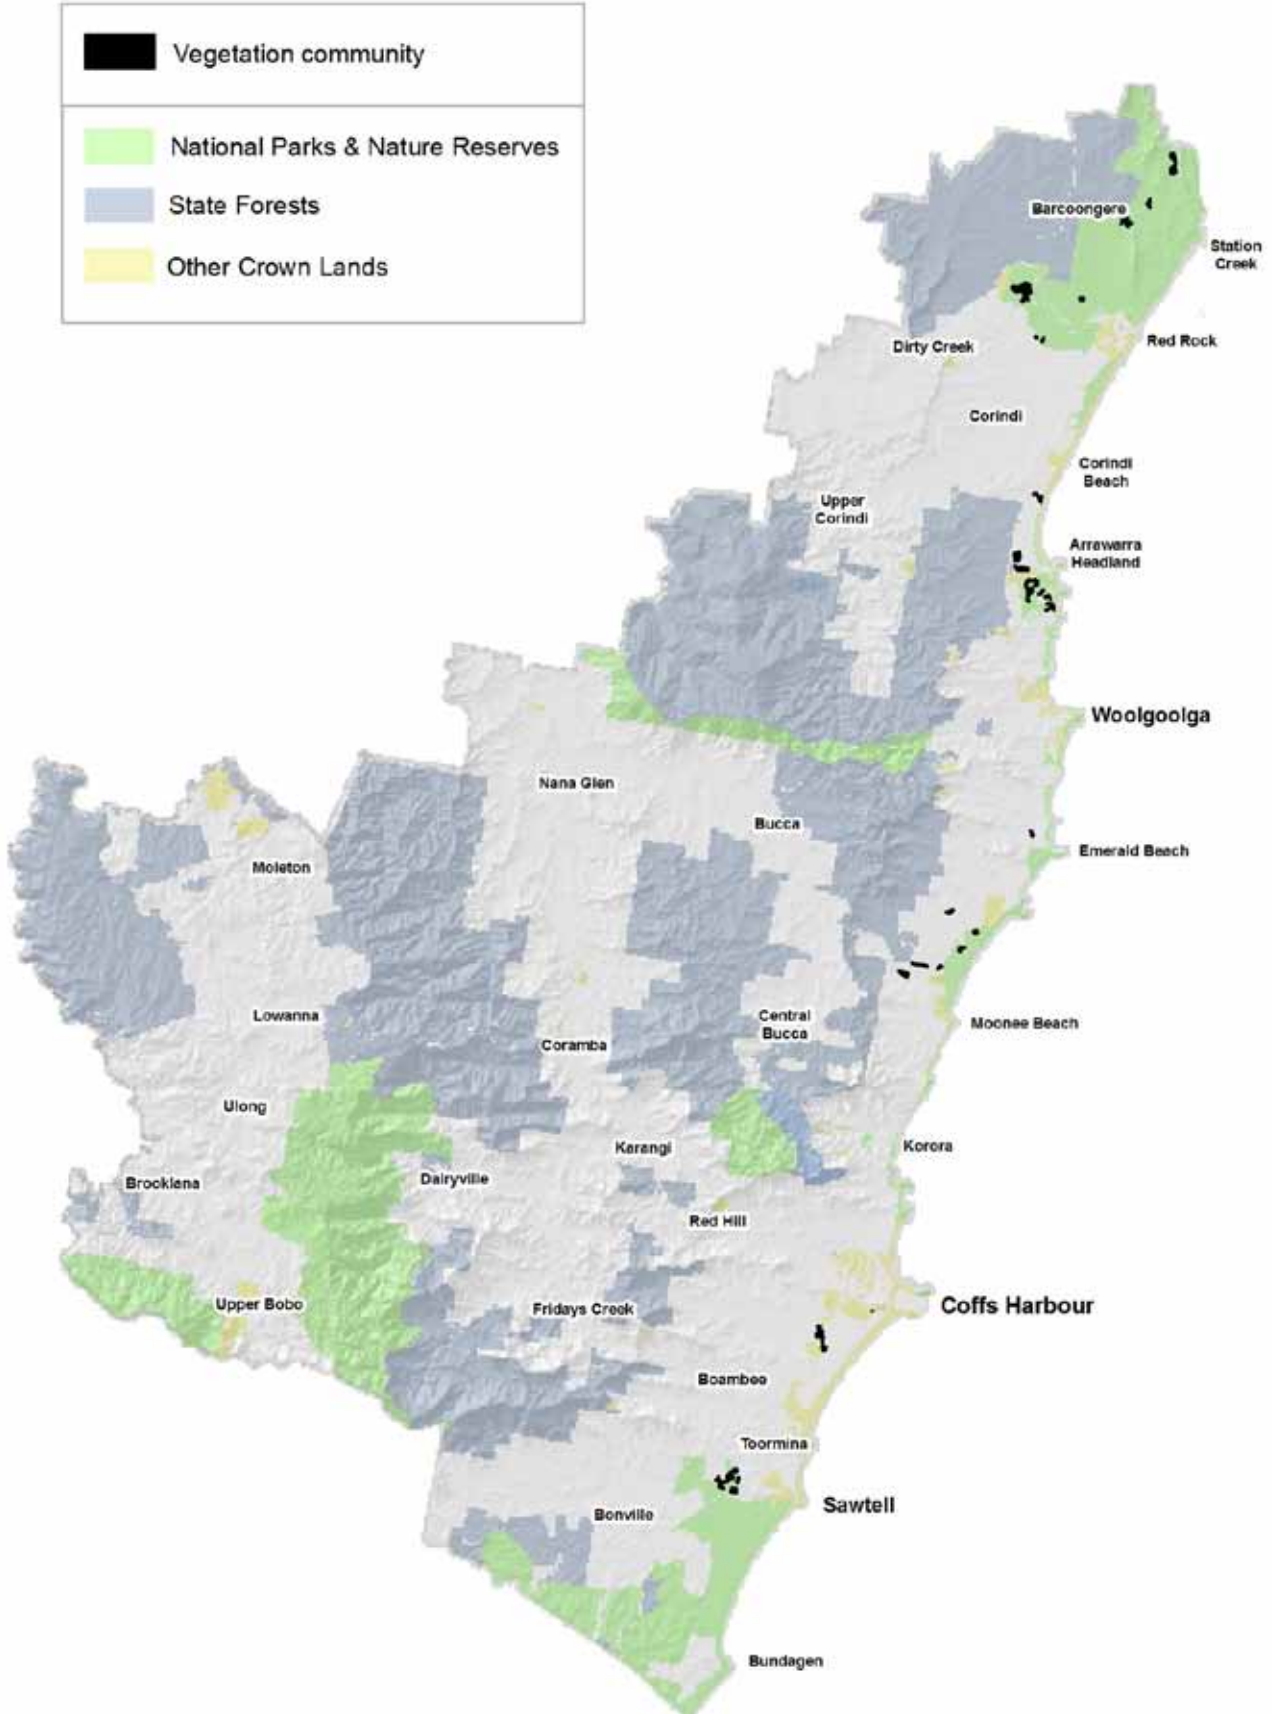 Vegetation community
National Parks & Nature Reserves
State Forests
Other Crown Lands
Barcoongere
Station
Creek
Red Rock
Dirty Creek
Corindi
Corindi
Beach
Upper
Corindi
Arrawarra
Headland
Woolgoolga
Nana Glen
Bucca
Emerald Beach
Moleton
Lowanna
Central
Bucca
Moonee Beach
Coramba
Ulong
Karangi
Korora
Brooklana
Dairyville
Red Hill
Upper Bobo
Fridays Creek
Coffs Harbour
Boambee
Toormina
Sawtell
Bonville
Bundagen